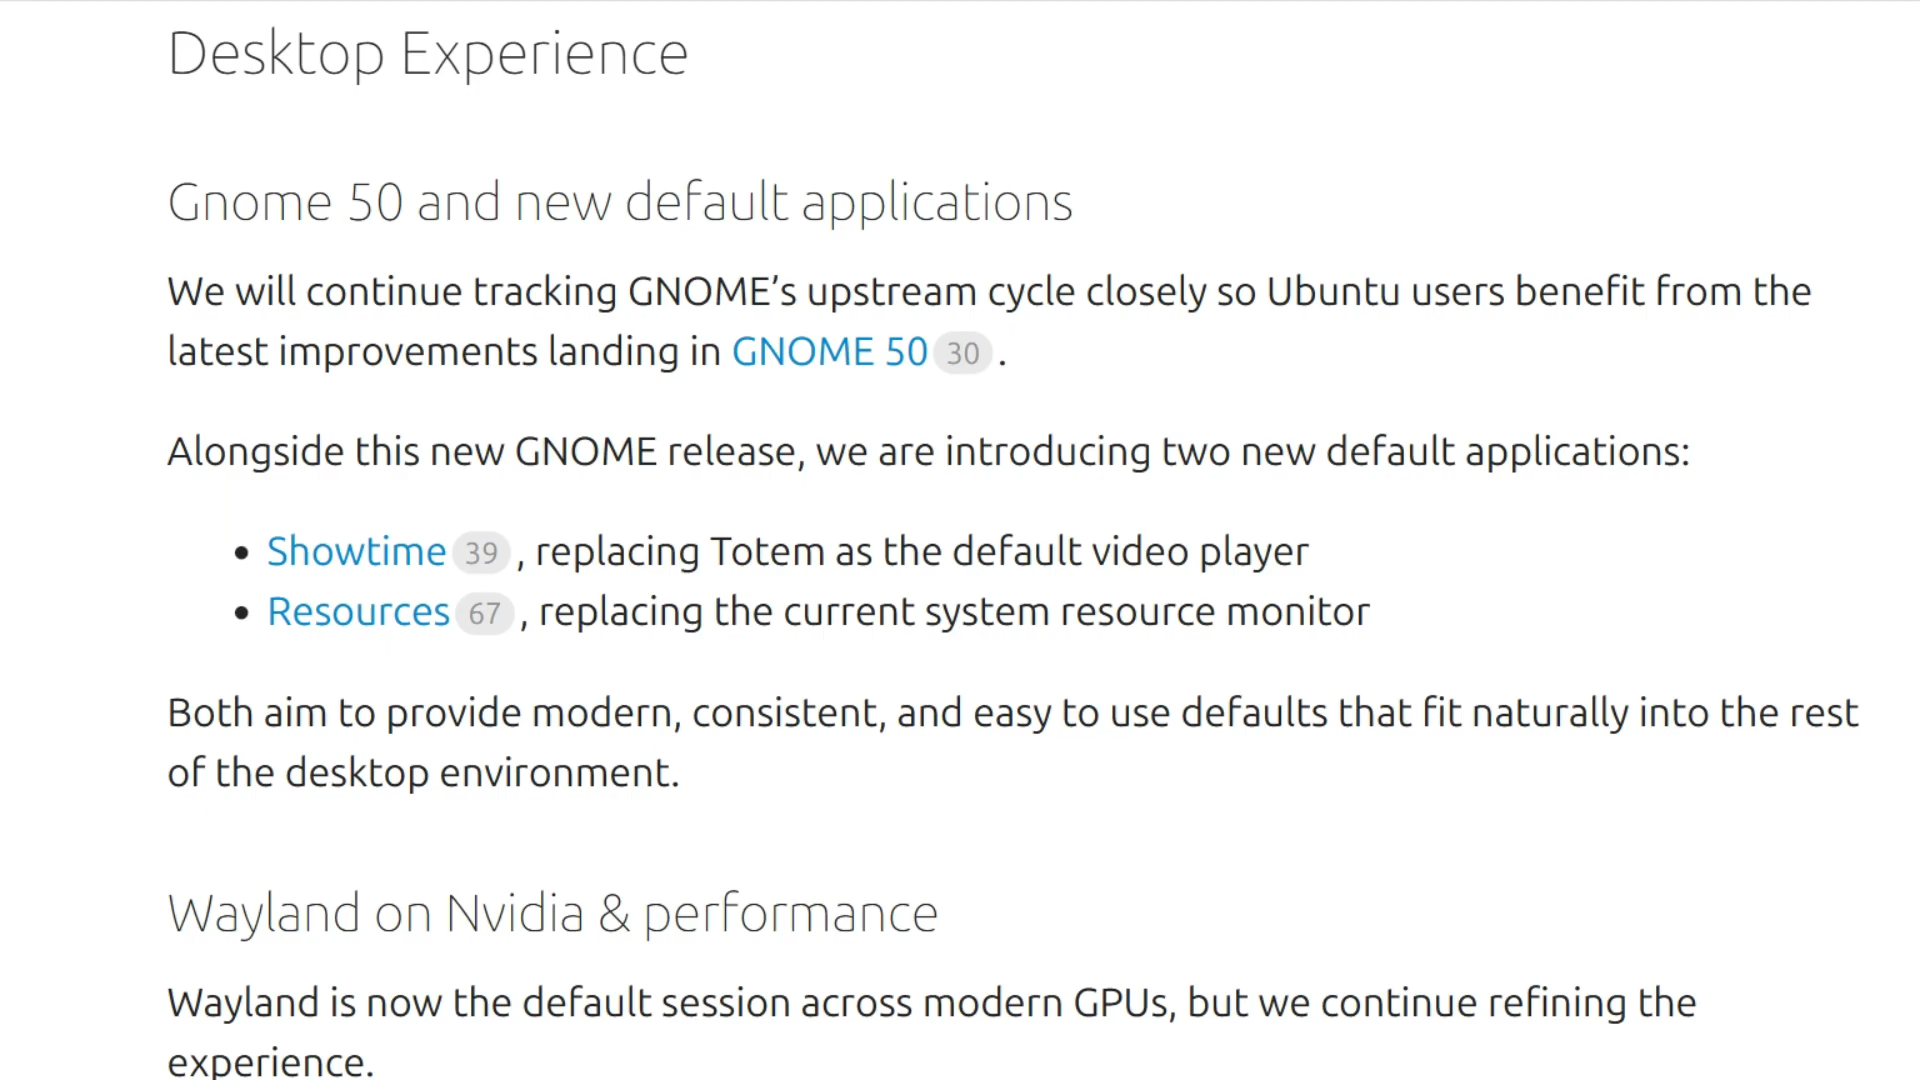 Desktop Experience
Gnome 50 and new default applications
We will continue tracking GNOME’s upstream cycle closely so Ubuntu users benefit from the
latest improvements landing in GNOME 50 30 .
Alongside this new GNOME release, we are introducing two new default applications:
• Showtime 39 , replacing Totem as the default video player
• Resources 67 , replacing the current system resource monitor
Both aim to provide modern, consistent, and easy to use defaults that fit naturally into the rest
of the desktop environment.
Wayland on Nvidia & performance
Wayland is now the default session across modern GPUs, but we continue refining the
experience.